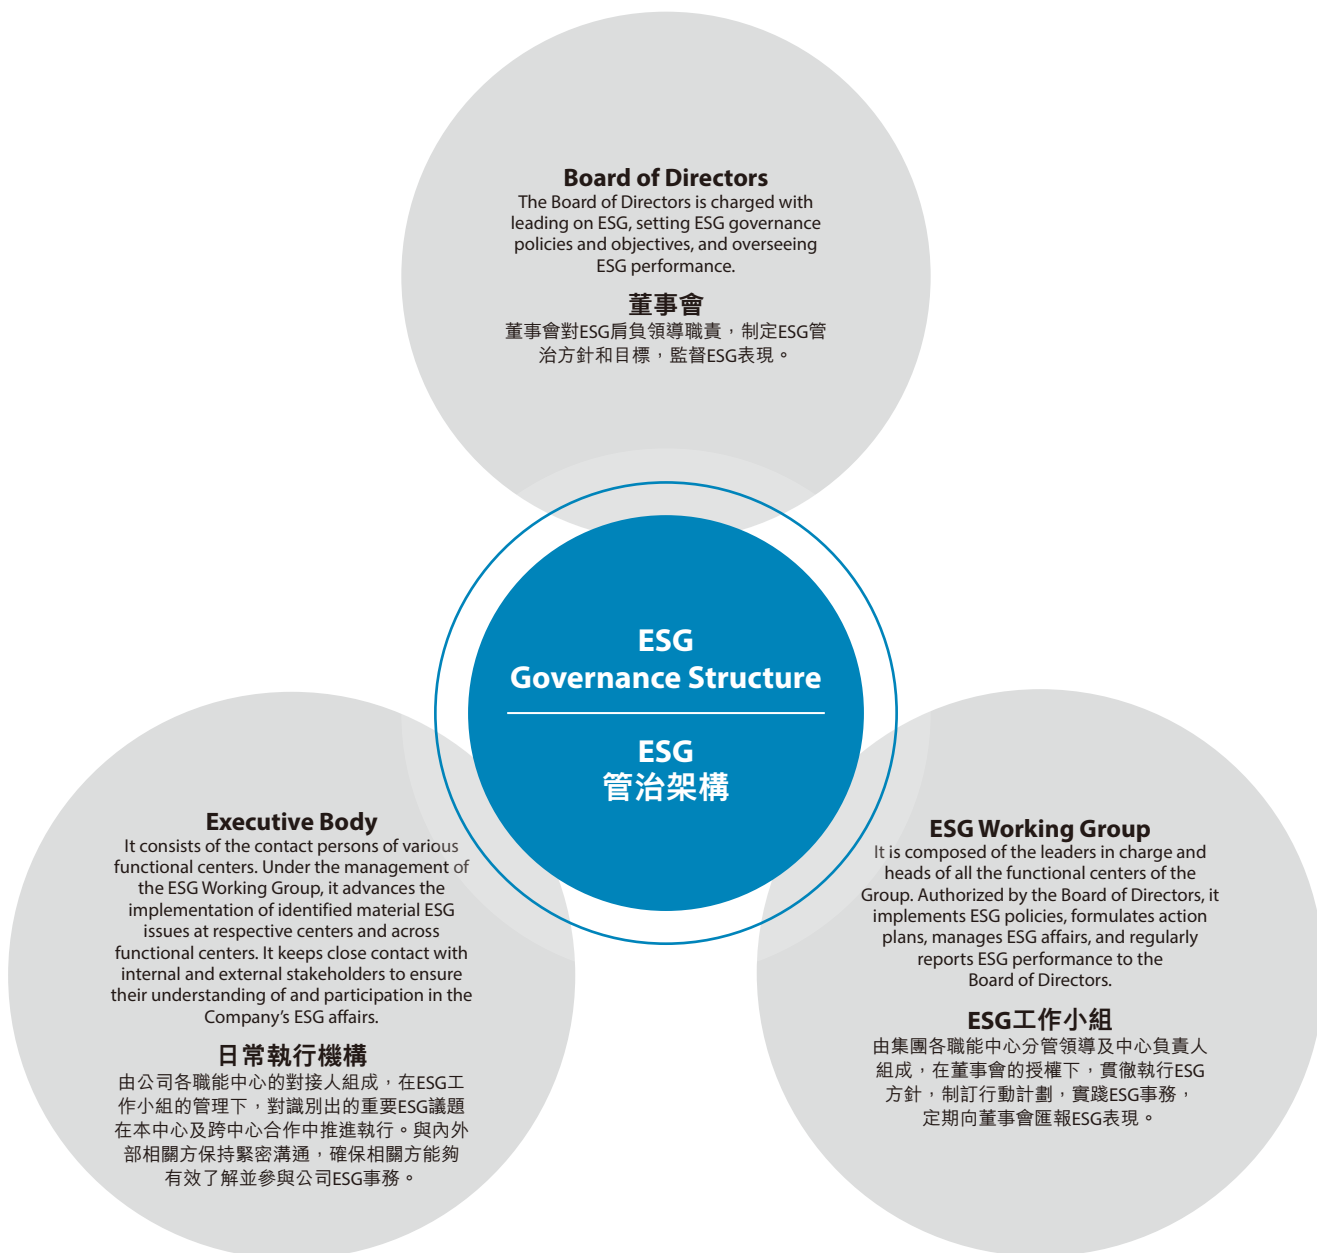 Board of Directors
The Board of Directors is charged with
leading on ESG, setting ESG governance
policies and objectives, and overseeing
ESG performance.
董事會
董事會對ESG肩負領導職責，制定ESG管
治方針和目標，監督ESG表現。
ESG
Governance Structure
ESG
管治架構
Executive Body
It consists of the contact persons of various
functional centers. Under the management of
the ESG Working Group, it advances the
implementation of identified material ESG
issues at respective centers and across
functional centers. It keeps close contact with
internal and external stakeholders to ensure
their understanding of and participation in the
Company’s ESG affairs.
日常執行機構
由公司各職能中心的對接人組成，在ESG工
作小組的管理下，對識別出的重要ESG議題
在本中心及跨中心合作中推進執行。與內外
部相關方保持緊密溝通，確保相關方能夠
有效了解並參與公司ESG事務。
ESG Working Group
It is composed of the leaders in charge and
heads of all the functional centers of the
Group. Authorized by the Board of Directors, it
implements ESG policies, formulates action
plans, manages ESG affairs, and regularly
reports ESG performance to the
Board of Directors.
ESG工作小組
由集團各職能中心分管領導及中心負責人
組成，在董事會的授權下，貫徹執行ESG
方針，制訂行動計劃，實踐ESG事務，
定期向董事會匯報ESG表現。